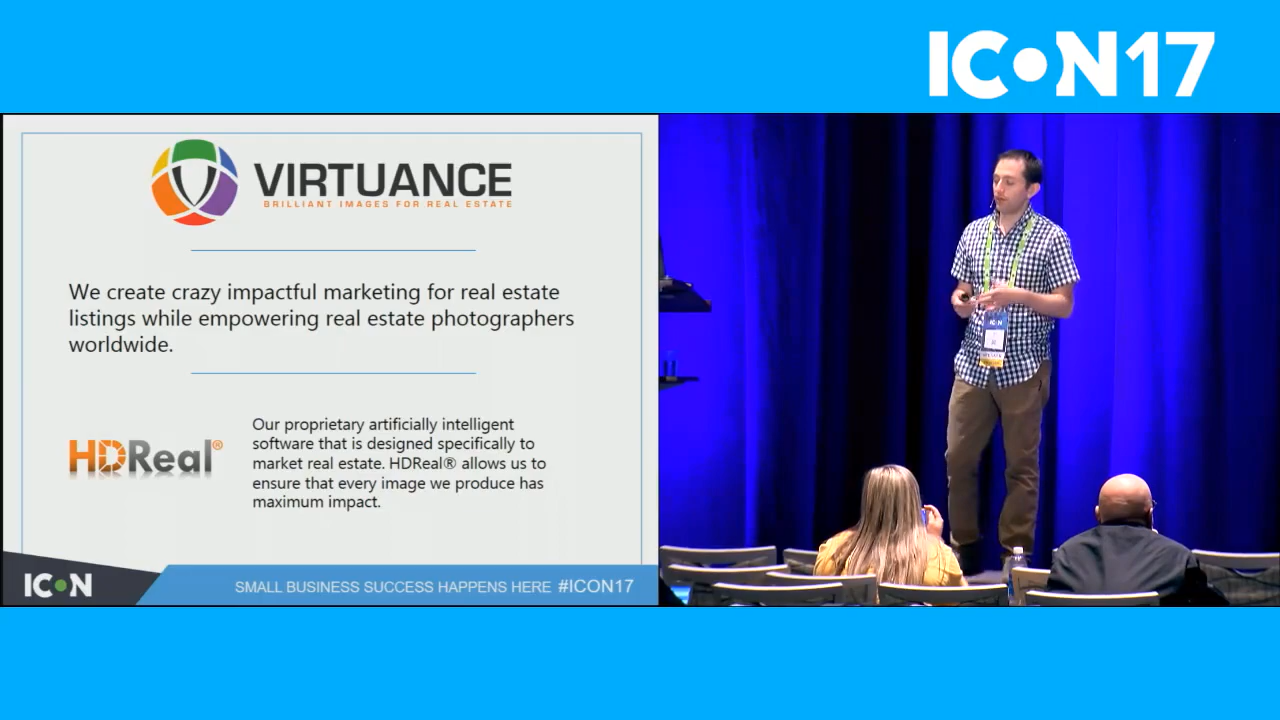 ICON17
VIRTUANCE
BRILLIANT IMAGES FOR REAL ESTATE
We create crazy impactful marketing for real estate
listings while empowering real estate photographers
worldwide.
HDReal®
Our proprietary artificially intelligent
software that is designed specifically to
market real estate. HDReal® allows us to
ensure that every image we produce has
maximum impact.
ICON
SMALL BUSINESS SUCCESS HAPPENS HERE #ICON17
ICON